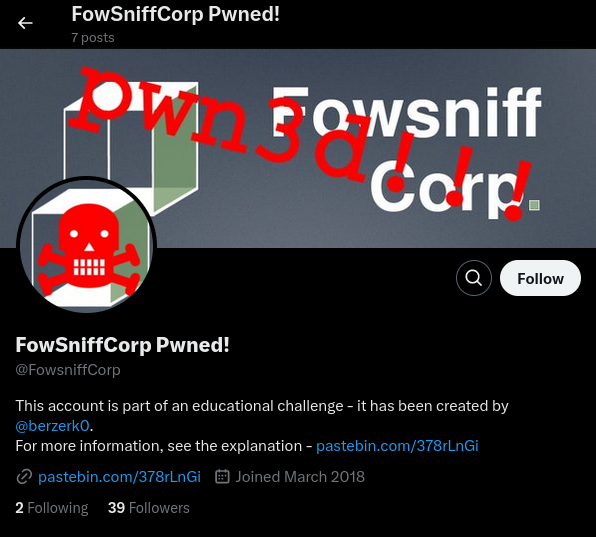 FowSniffCorp Pwned!
7 posts
Fowsniff
Corp.
pwn3d!!!
Follow
FowSniffCorp Pwned!
@FowsniffCorp
This account is part of an educational challenge - it has been created by
@berzerk0.
For more information, see the explanation - pastebin.com/378rLnGi
pastebin.com/378rLnGi Joined March 2018
2 Following 39 Followers